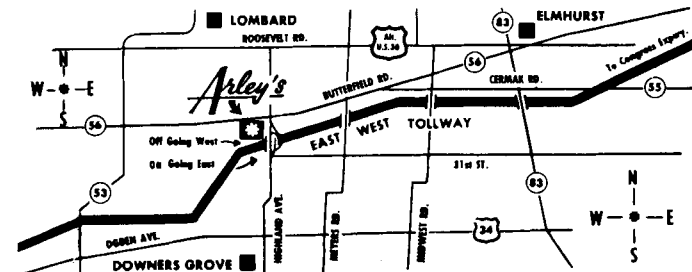 LOMBARD
ROOSEVELT RD.
Alt.
U.S. 30
83
ELMHURST
N
W E
S
Arley's
BUTTERFIELD RD.
56
CERMAK RD.
To Congress Expwy.
55
56
Off Going West
On Going East
EAST WEST TOLLWAY
31st ST.
53
83
HIGHLAND AVE.
MEYERS RD.
MIDWEST RD.
OGDEN AVE.
34
N
W E
S
DOWNERS GROVE